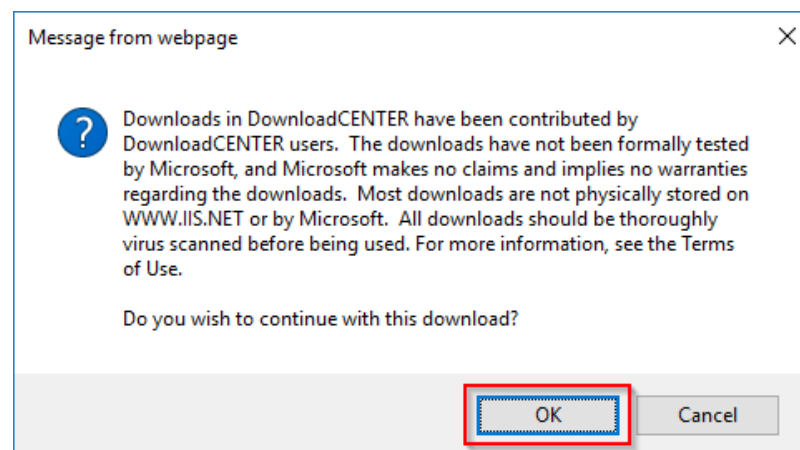 Message from webpage
Downloads in DownloadCENTER have been contributed by
DownloadCENTER users.  The downloads have not been formally tested
by Microsoft, and Microsoft makes no claims and implies no warranties
regarding the downloads.  Most downloads are not physically stored on
WWW.IIS.NET or by Microsoft.  All downloads should be thoroughly
virus scanned before being used. For more information, see the Terms
of Use.
Do you wish to continue with this download?
OK
Cancel